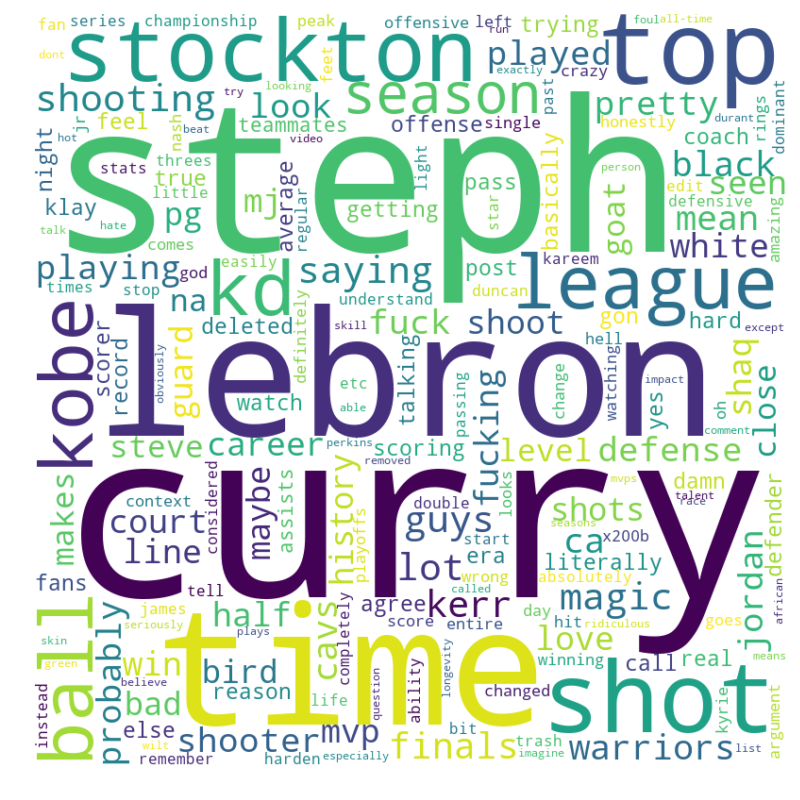 fan
series
championship
peak
offensive
left
trying
foul
all-time
stockton
top
run
dont
crazy
played
looking
exactly
shooting
look
season
pretty
past
rings
durant
dominant
jr
feel
teammates
try
video
single
offense
honestly
coach
night
hot
nash
beat
feet
steph
stats
threes
true
little
light
pass
black
goat
basically
klay
pg
mj
average
regular
getting
star
person
edit
defensive
seen
mean
amazing
talk
hate
comes
white
playing
god
easily
saying
post
kareem
league
times
stop
na
kd
understand
duncan
kobe
scorer
record
deleted
definitely
fuck
shoot
gon
hard
except
skill
obviously
guard
lebron
hell
watching
impact
shaq
close
watch
etc
able
talking
passing
change
yes
oh
comment
steve
career
perkins
scoring
level
defense
makes
considered
removed
fucking
looks
mvps
damn
talent
race
defender
context
maybe
assists
history
playoffs
curry
double
guys
shots
seasons
court
line
start
era
ca
x200b
literally
fans
tell
lot
wrong
called
absolutely
ball
probably
james
seriously
half
cavs
completely
agree
kerr
day
magic
goes
jordan
african
plays
score
entire
hit
ridiculous
love
skin
win
bird
time
winning
call
real
instead
green
believe
bad
reason
life
question
ability
longevity
changed
shot
kyrie
means
argument
else
wilt
shooter
mvp
bit
trash
warriors
list
remember
harden
especially
finals
imagine